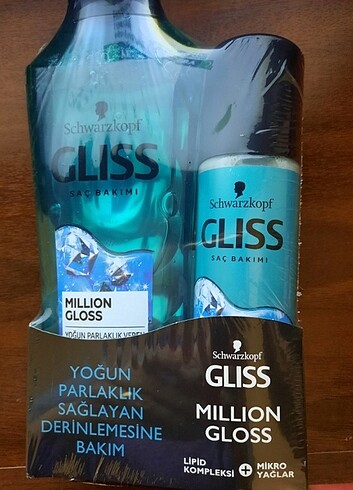 Schwarzkopf
GLISS
SAÇ BAKIMI
MILLION
GLOSS
YOĞUN PARLAKLIK VEREN
Schwarzkopf
GLISS
SAÇ BAKIMI
YOĞUN
PARLAKLIK
SAĞLAYAN
DERİNLEMESİNE
BAKIM
Schwarzkopf
GLISS
MILLION
GLOSS
LİPİD
KOMPLEKSİ + MİKRO
YAĞLAR